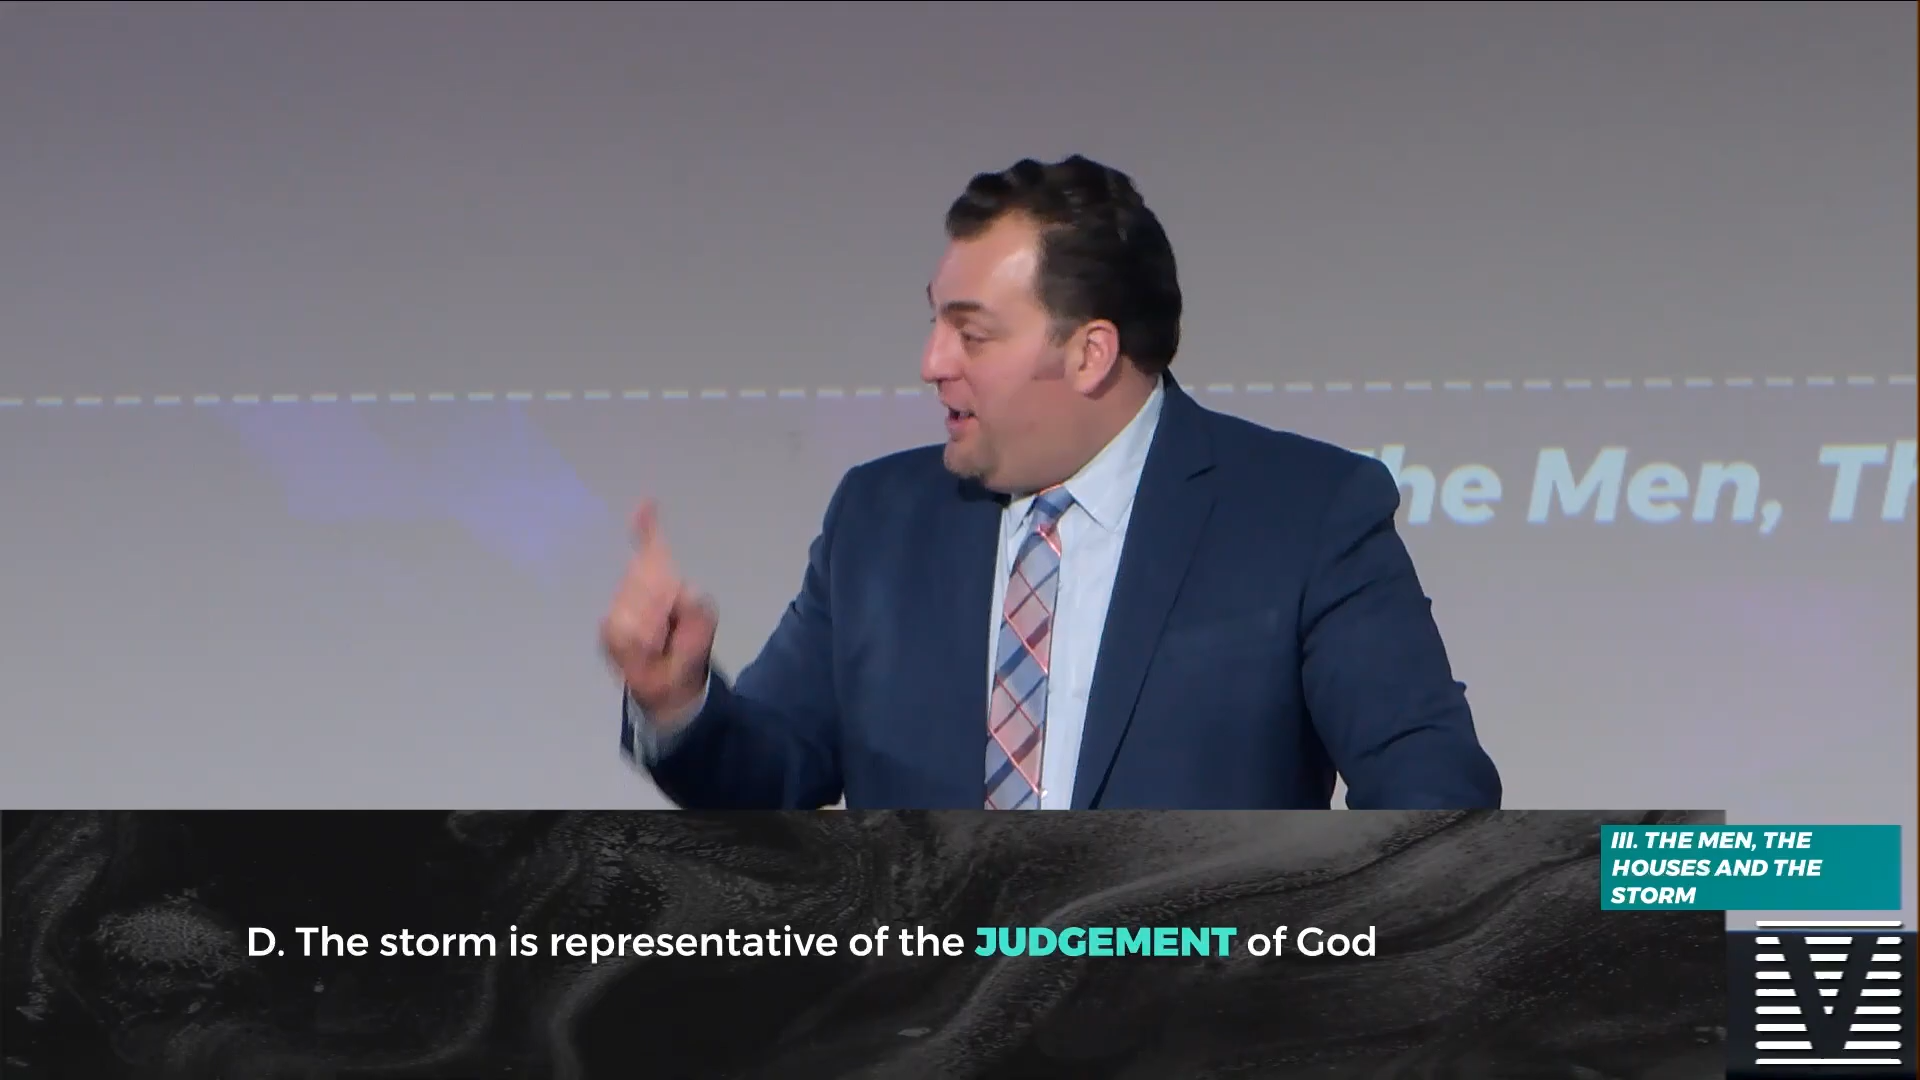 he Men, Th
III. THE MEN, THE
HOUSES AND THE
STORM
D. The storm is representative of the JUDGEMENT of God
V